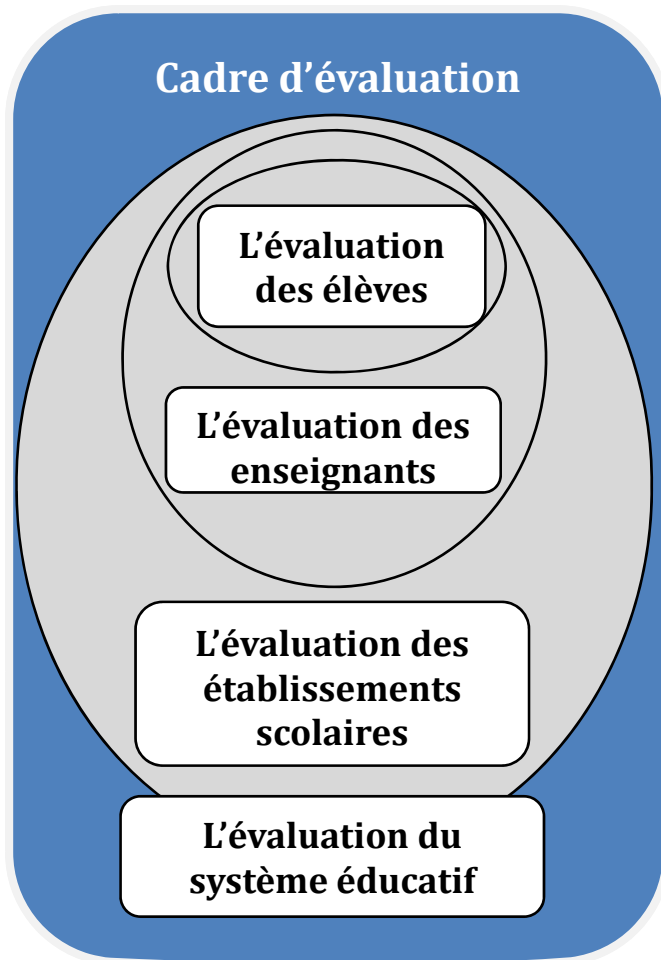 Cadre d’évaluation
L’évaluation
des élèves
L’évaluation des
enseignants
L’évaluation des
établissements
scolaires
L’évaluation du
système éducatif